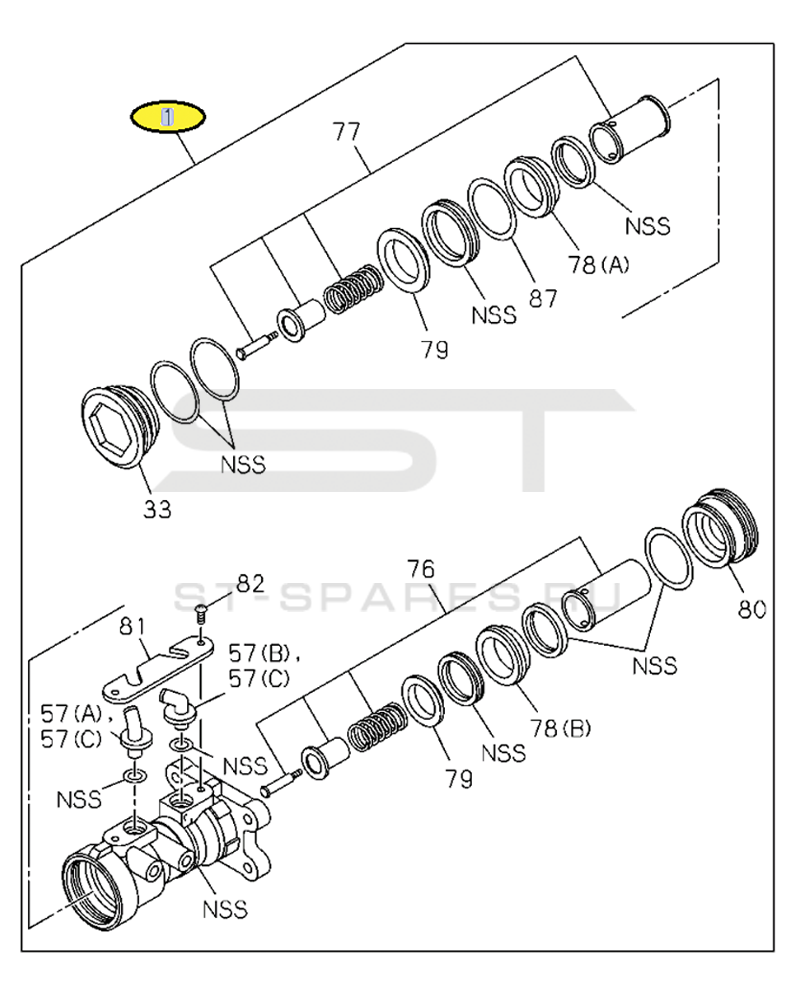 1
77
NSS
78(A)
87
NSS
79
NSS
33
ST
ST-SPARES.RU
76
82
80
81
57(B),
57(C)
NSS
57(A),
57(C)
78(B)
NSS
79
NSS
NSS
NSS